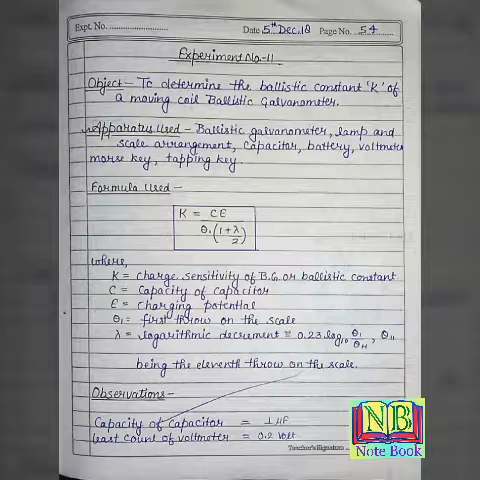 Expt. No. Date 5th Dec. 18 Page No. 54
Experiment No-11
Object:- To determine the ballistic constant 'K' of
a moving coil Ballistic Galvanometer.
Apparatus Used - Ballistic galvanometer, lamp and
scale arrangement, Capacitor, battery, voltmeter
morse key, tapping key.
Formula Used -
K = CE
θ₁(1+λ/2)
where,
K = charge sensitivity of B.G. or ballistic constant
C = capacity of capacitor
E = charging potential
θ₁ = first throw on the scale
λ = logarithmic decrement = 0.23 log₁₀ θ₁/θ₁₁, θ₁₁
being the eleventh throw on the scale.
Observations -
Capacity of capacitor = 1 μF
Least Count of voltmeter = 0.2 Volt
Teacher's Signature
NB
Note Book